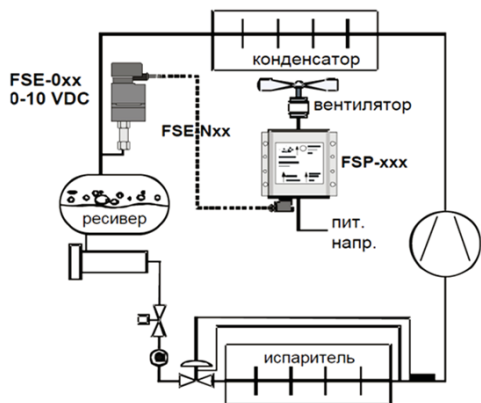 конденсатор
FSE-0xx
0-10 VDC
FSE-Nxx
вентилятор
FSP-xxx
ресивер
пит.
напр.
испаритель